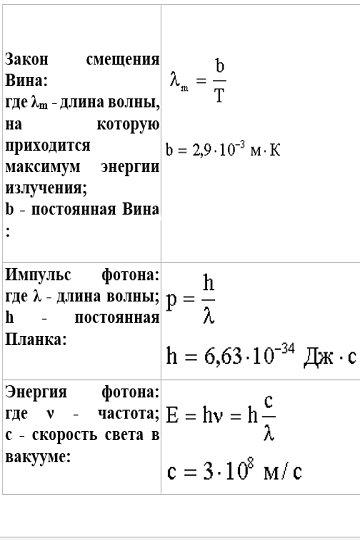 Закон смещения
Вина:
где λm - длина волны,
на которую
приходится
максимум энергии
излучения;
b - постоянная Вина
:
λm = b/T
b = 2,9·10⁻³ м·К
Импульс фотона:
где λ - длина волны;
h - постоянная
Планка:
p = h/λ
h = 6,63·10⁻³⁴ Дж·с
Энергия фотона:
где ν - частота;
с - скорость света в
вакууме:
E = hν = h c/λ
c = 3·10⁸ м/с